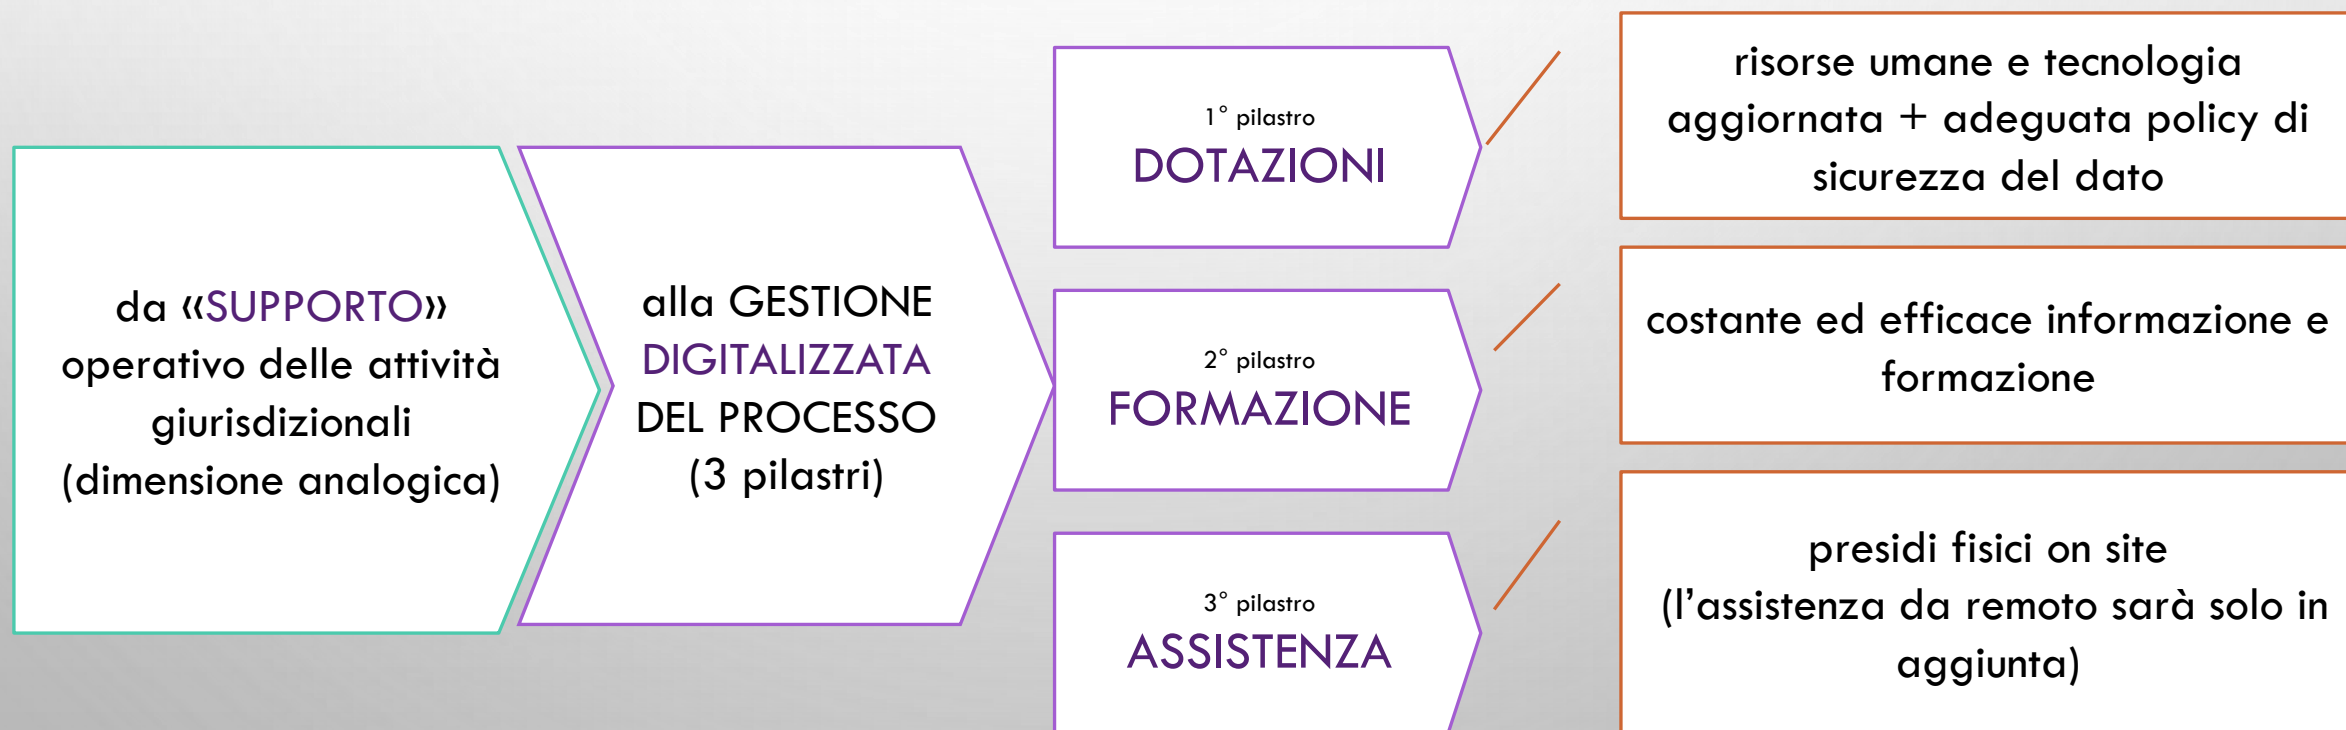 da «SUPPORTO»
operativo delle attività
giurisdizionali
(dimensione analogica)
alla GESTIONE
DIGITALIZZATA
DEL PROCESSO
(3 pilastri)
1° pilastro
DOTAZIONI
risorse umane e tecnologia
aggiornata + adeguata policy di
sicurezza del dato
2° pilastro
FORMAZIONE
costante ed efficace informazione e
formazione
3° pilastro
ASSISTENZA
presidi fisici on site
(l’assistenza da remoto sarà solo in
aggiunta)